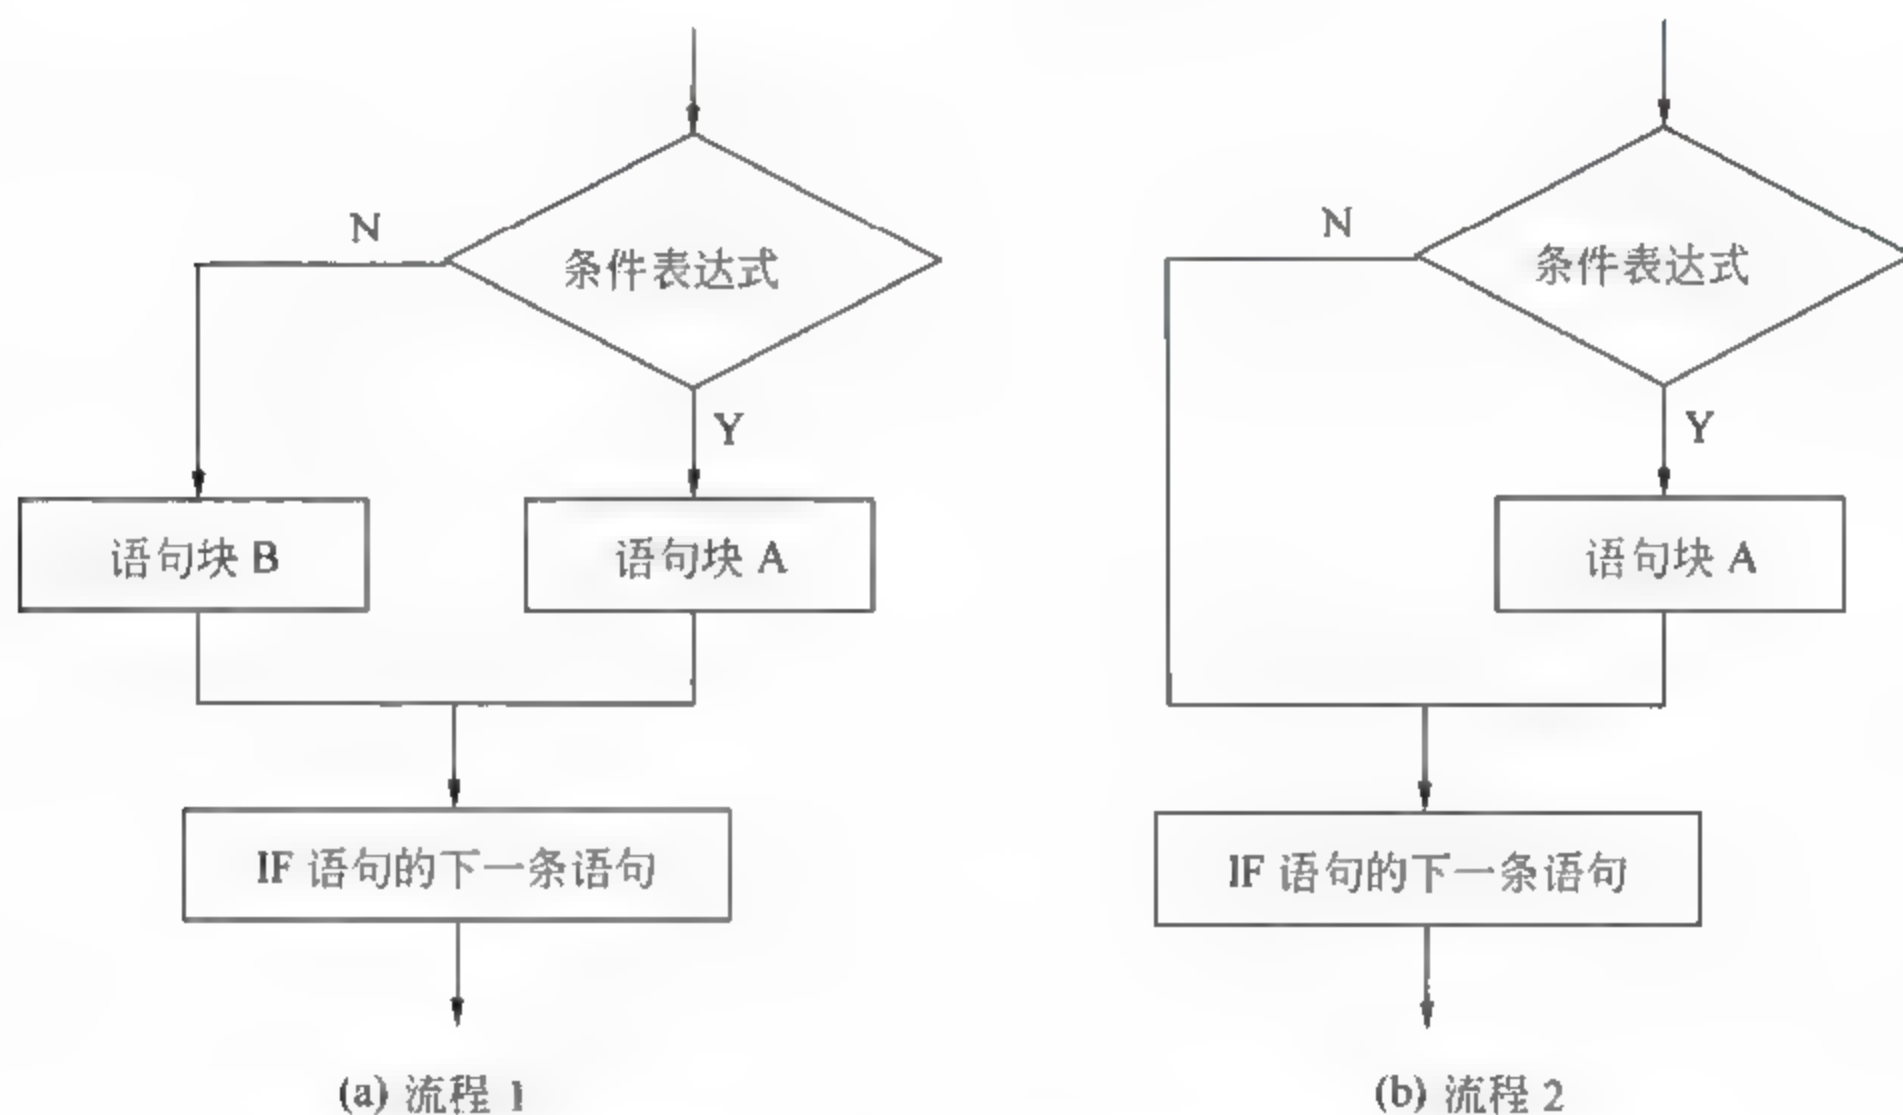 N
条件表达式
Y
语句块 B
语句块 A
IF 语句的下一条语句
(a) 流程 1
N
条件表达式
Y
语句块 A
IF 语句的下一条语句
(b) 流程 2